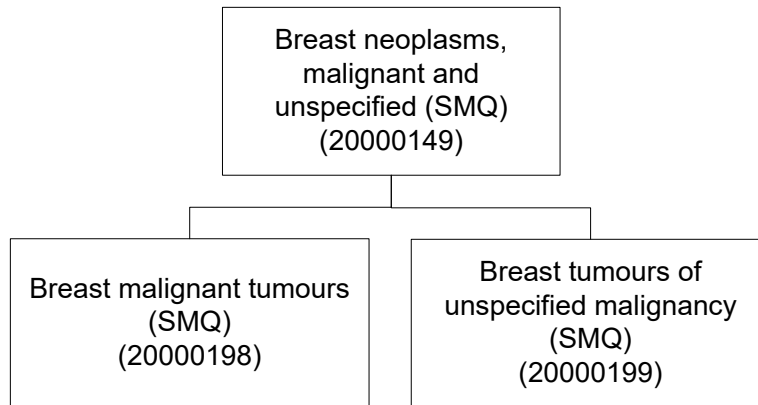 Breast neoplasms,
malignant and
unspecified (SMQ)
(20000149)
Breast malignant tumours
(SMQ)
(20000198)
Breast tumours of
unspecified malignancy
(SMQ)
(20000199)